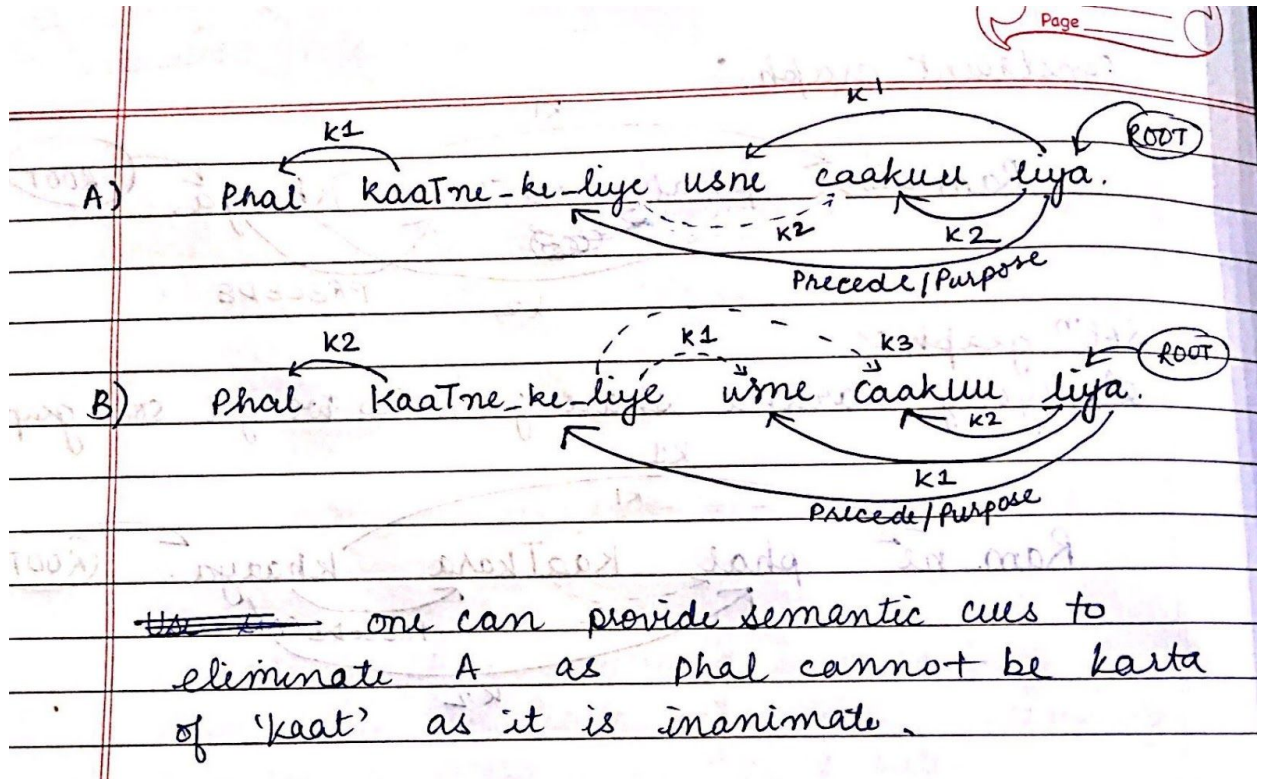 Page
K1
K1
ROOT
A) Phal KaaTne-ke-liye usne caakuu liya.
K2
K2
Precede/Purpose
K2
K1
K3
ROOT
B) Phal KaaTne-ke-liye usne caakuu liya.
K2
K1
Precede/Purpose
one can provide semantic cues to
eliminate A as phal cannot be karta
of 'kaat' as it is inanimate.